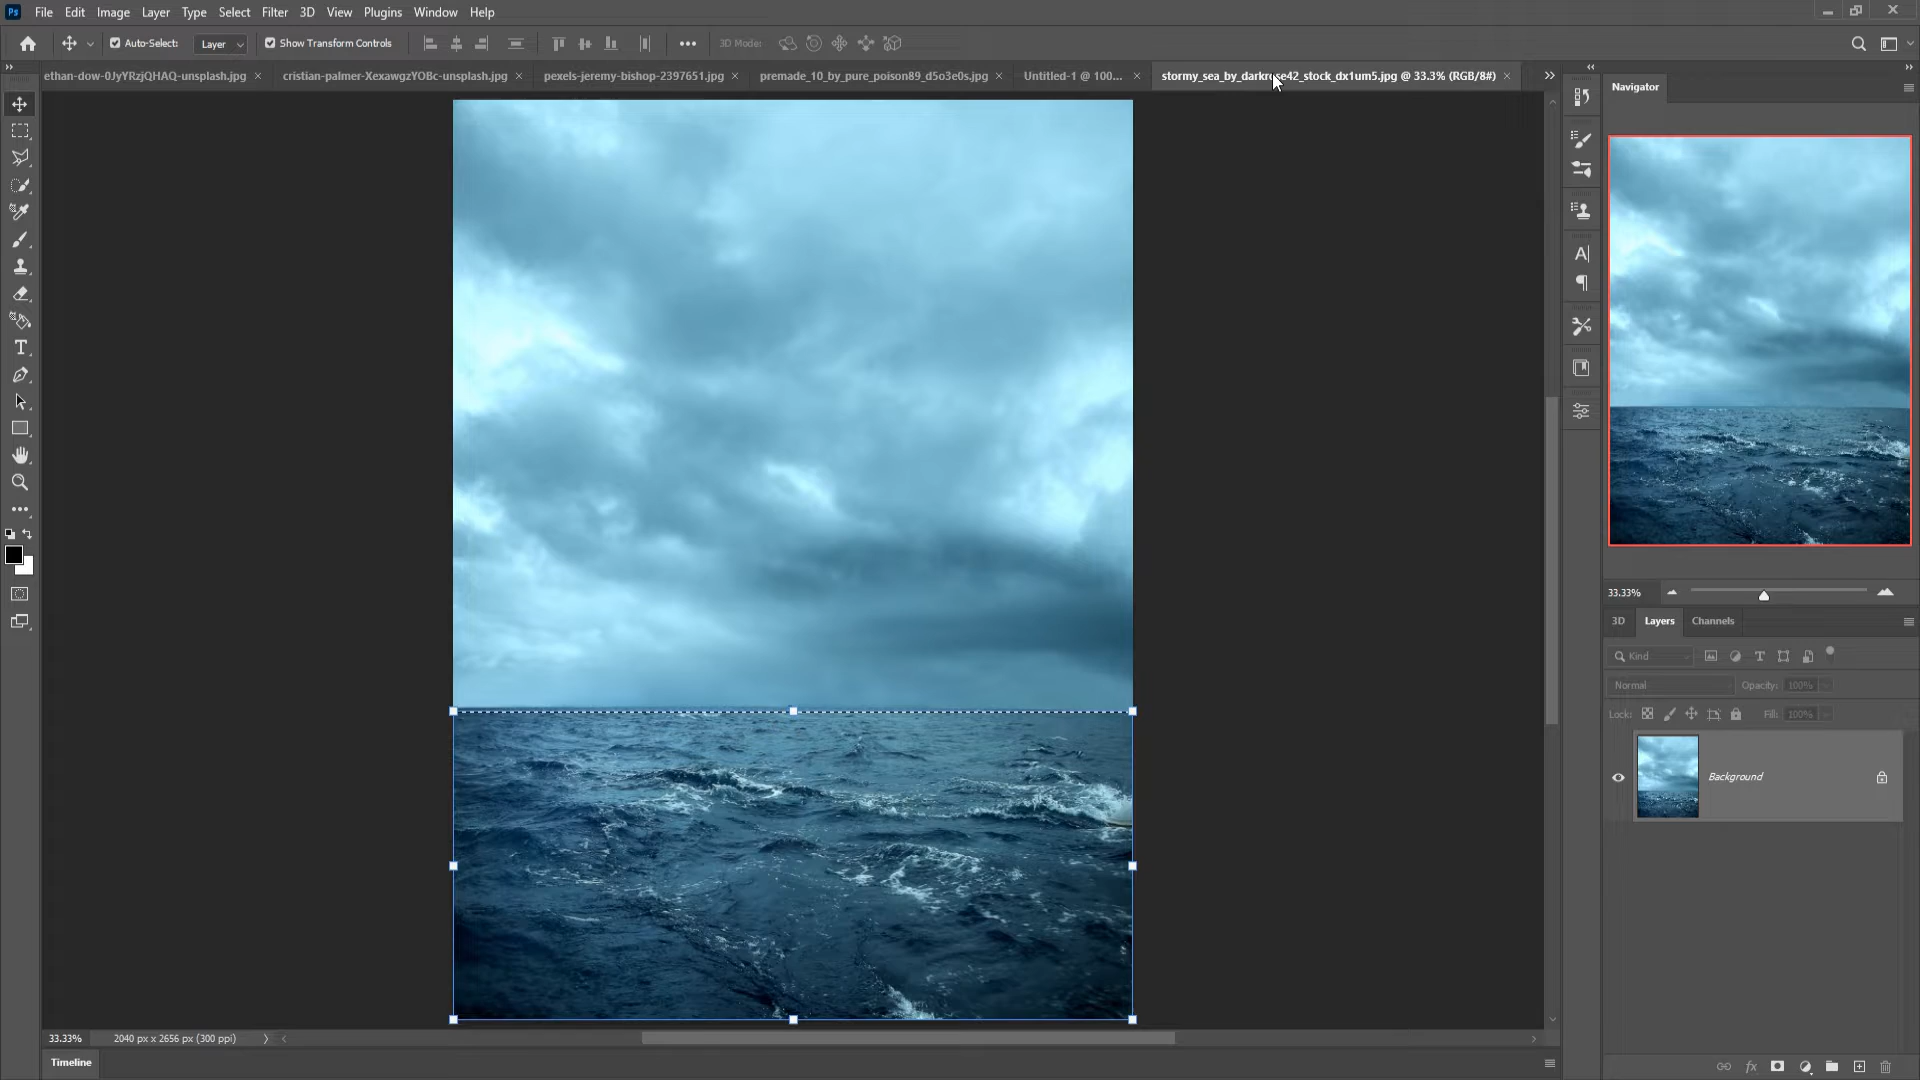 Ps File Edit Image Layer Type Select Filter 3D View Plugins Window Help
Auto-Select: Layer Show Transform Controls 3D Mode:
ethan-dow-0JyYRzjQHAQ-unsplash.jpg cristian-palmer-XexawgzYOBc-unsplash.jpg pexels-jeremy-bishop-2397651.jpg premade_10_by_pure_poison89_d5o3e0s.jpg Untitled-1 @ 100... stormy_sea_by_darkrose42_stock_dx1um5.jpg @ 33.3% (RGB/8#)
Navigator
33.33%
3D Layers Channels
Kind
Normal Opacity: 100%
Lock: Fill: 100%
Background
33.33% 2040 px x 2656 px (300 ppi)
Timeline